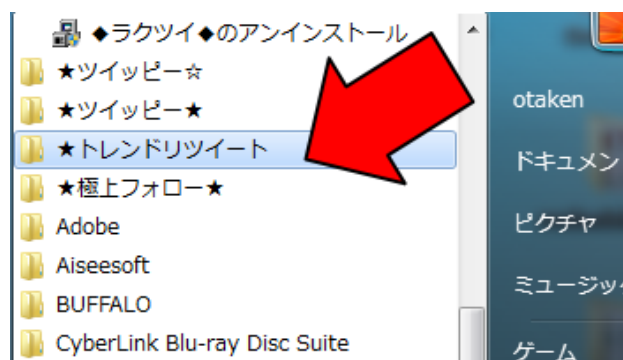 ◆ラクツイ◆のアンインストール
★ツイッピー☆
★ツイッピー★
★トレンドリツイート
★極上フォロー★
Adobe
Aiseesoft
BUFFALO
CyberLink Blu-ray Disc Suite
otaken
ドキュメン
ピクチャ
ミュージック
ゲーム